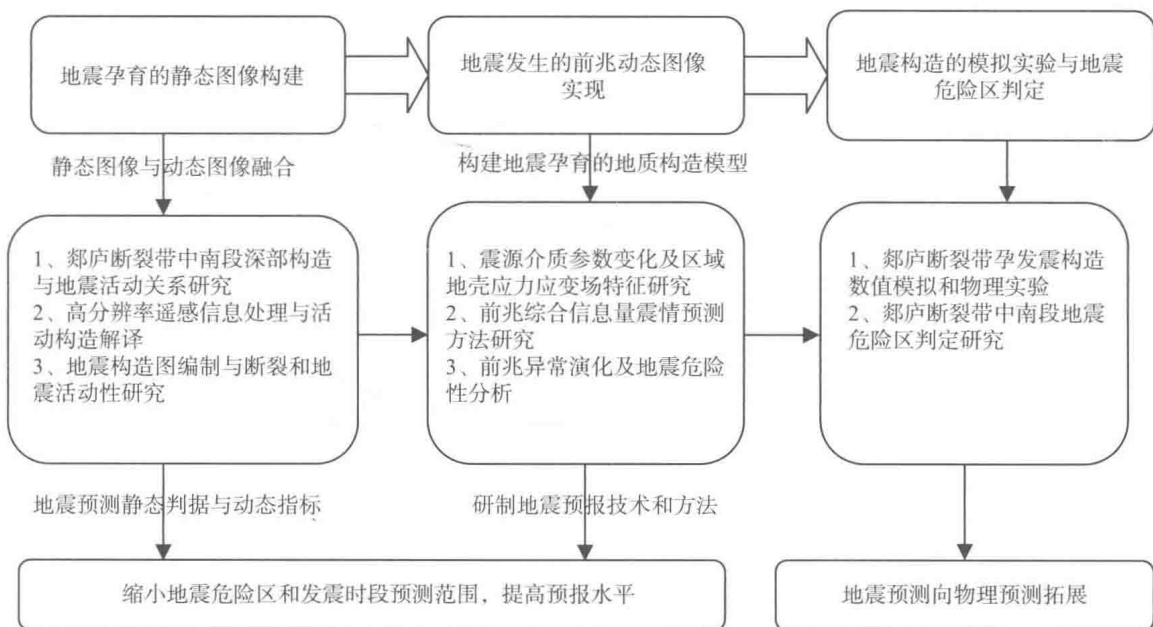 地震孕育的静态图像构建
地震发生的前兆动态图像
实现
地震构造的模拟实验与地震
危险区判定
静态图像与动态图像融合
构建地震孕育的地质构造模型
1、郯庐断裂带中南段深部构造
与地震活动关系研究
2、高分辨率遥感信息处理与活
动构造解译
3、地震构造图编制与断裂和地
震活动性研究
1、震源介质参数变化及区域
地壳应力应变场特征研究
2、前兆综合信息量震情预测
方法研究
3、前兆异常演化及地震危险
性分析
1、郯庐断裂带孕发震构造
数值模拟和物理实验
2、郯庐断裂带中南段地震
危险区判定研究
地震预测静态判据与动态指标
研制地震预报技术和方法
缩小地震危险区和发震时段预测范围，提高预报水平
地震预测向物理预测拓展